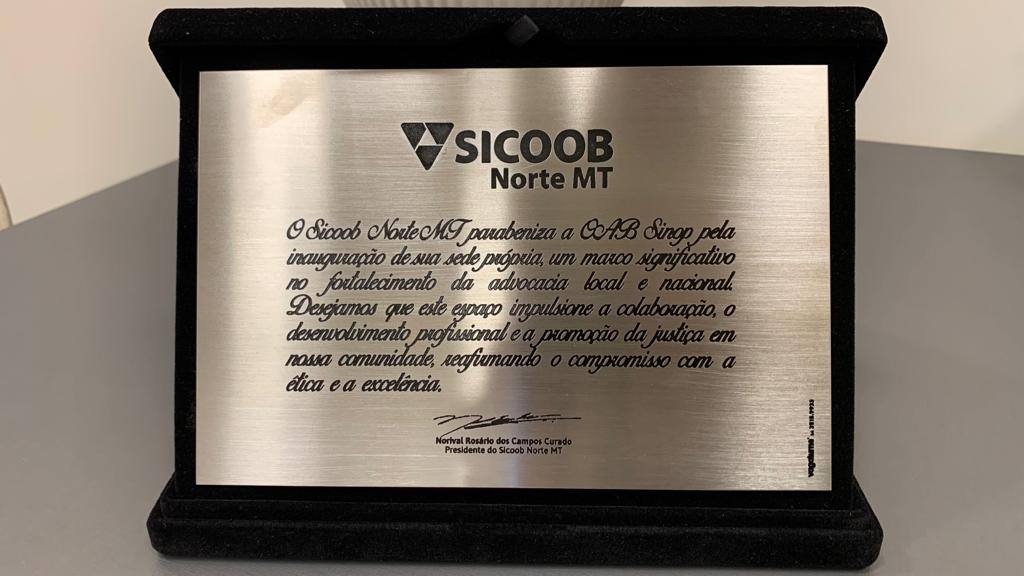 SICOOB
Norte MT
O Sicoob Norte MT parabeniza a OAB Sinop pela
inauguração de sua sede própria, um marco significativo
no fortalecimento da advocacia local e nacional.
Desejamos que este espaço impulsione a colaboração, o
desenvolvimento profissional e a promoção da justiça em
nossa comunidade, reafirmando o compromisso com a
ética e a excelência.
Norival Rosário dos Campos Curado
Presidente do Sicoob Norte MT